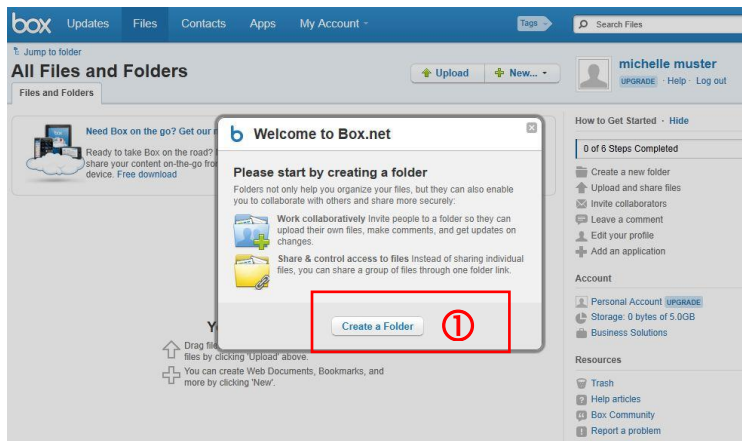 box Updates Files Contacts Apps My Account Tags Search Files
Jump to folder
All Files and Folders
Upload New...
Files and Folders
michelle muster
UPGRADE · Help · Log out
Need Box on the go? Get our
Ready to take Box on the road?
share your content on-the-go from
device. Free download
b Welcome to Box.net
Please start by creating a folder
Folders not only help you organize your files, but they can also enable
you to collaborate with others and share more securely:
Work collaboratively Invite people to a folder so they can
upload their own files, make comments, and get updates on
changes.
Share & control access to files Instead of sharing individual
files, you can share a group of files through one folder link.
Create a Folder
①
Drag file
files by clicking 'Upload' above.
You can create Web Documents, Bookmarks, and
more by clicking 'New'.
How to Get Started · Hide
0 of 6 Steps Completed
Create a new folder
Upload and share files
Invite collaborators
Leave a comment
Edit your profile
Add an application
Account
Personal Account UPGRADE
Storage: 0 bytes of 5.0GB
Business Solutions
Resources
Trash
Help articles
Box Community
Report a problem